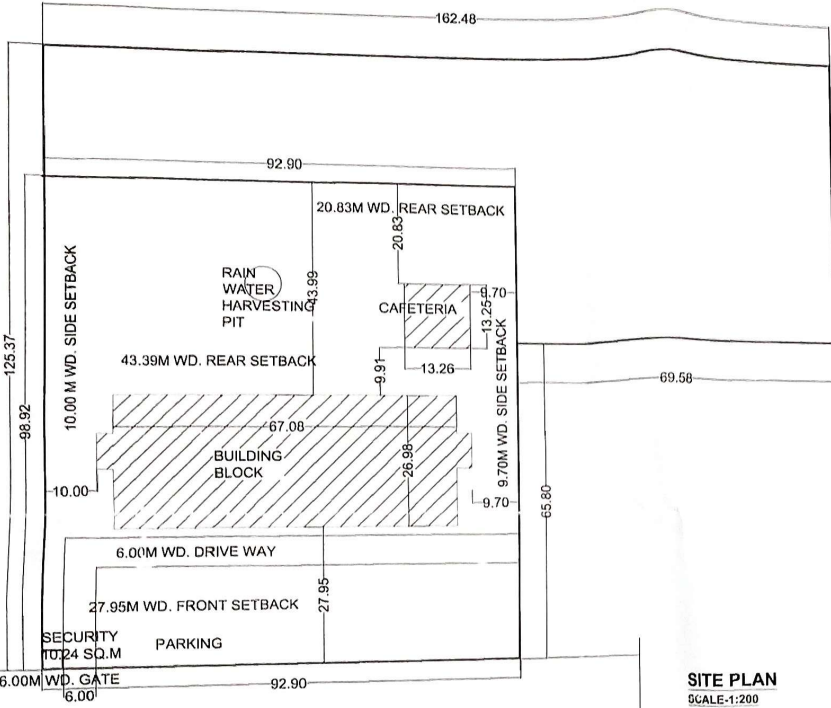 162.48
92.90
20.83M WD. REAR SETBACK
20.83
10.00 M WD. SIDE SETBACK
RAIN
WATER
HARVESTING
PIT
43.99
CAFETERIA
9.70
13.25
125.37
98.92
43.39M WD. REAR SETBACK
9.91
13.26
9.70M WD. SIDE SETBACK
69.58
67.08
BUILDING
BLOCK
26.98
10.00
9.70
65.80
6.00M WD. DRIVE WAY
27.95M WD. FRONT SETBACK
27.95
SECURITY
10.24 SQ.M
PARKING
6.00M WD. GATE
6.00
92.90
SITE PLAN
SCALE-1:200